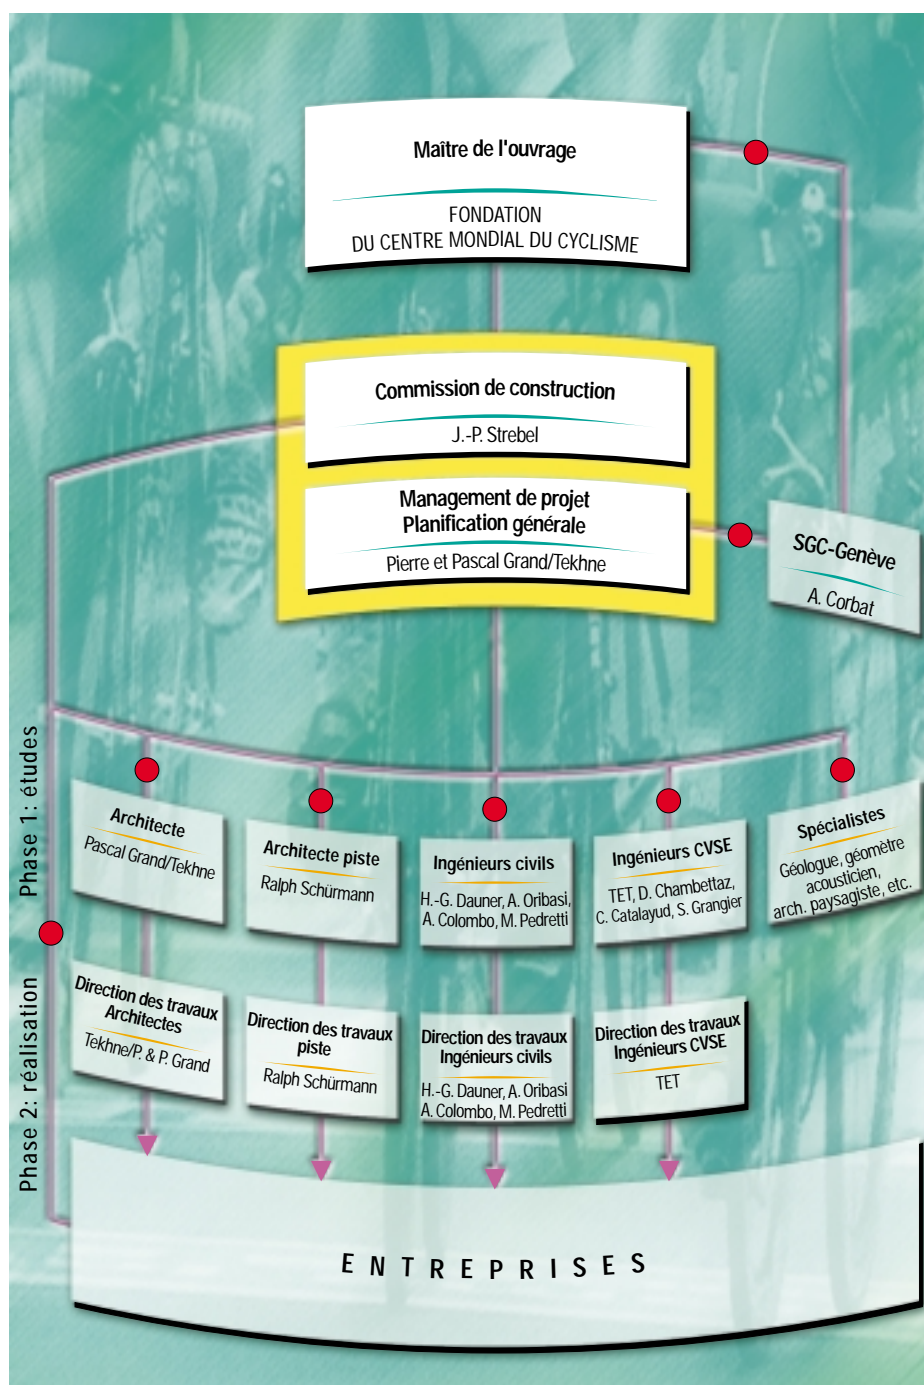 Maître de l'ouvrage
FONDATION
DU CENTRE MONDIAL DU CYCLISME
Commission de construction
J.-P. Strebel
Management de projet
Planification générale
Pierre et Pascal Grand/Tekhne
SGC-Genève
A. Corbat
Phase 1: études
Architecte
Pascal Grand/Tekhne
Architecte piste
Ralph Schürmann
Ingénieurs civils
H.-G. Dauner, A. Oribasi,
A. Colombo, M. Pedretti
Ingénieurs CVSE
TET, D. Chambettaz,
C. Catalayud, S. Grangier
Spécialistes
Géologue, géomètre
acousticien,
arch. paysagiste, etc.
Phase 2: réalisation
Direction des travaux
Architectes
Tekhne/P. & P. Grand
Direction des travaux
piste
Ralph Schürmann
Direction des travaux
Ingénieurs civils
H.-G. Dauner, A. Oribasi
A. Colombo, M. Pedretti
Direction des travaux
Ingénieurs CVSE
TET
ENTREPRISES